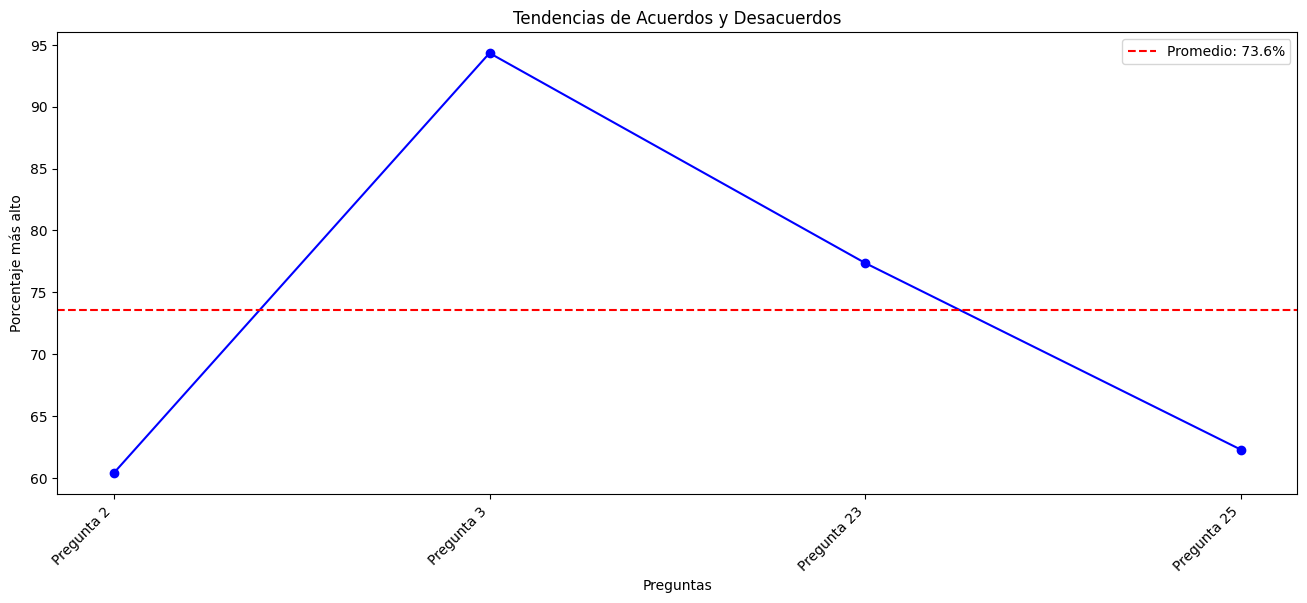 Tendencias de Acuerdos y Desacuerdos
Promedio: 73.6%
Porcentaje más alto
95
90
85
80
75
70
65
60
Pregunta 2
Pregunta 3
Pregunta 23
Pregunta 25
Preguntas